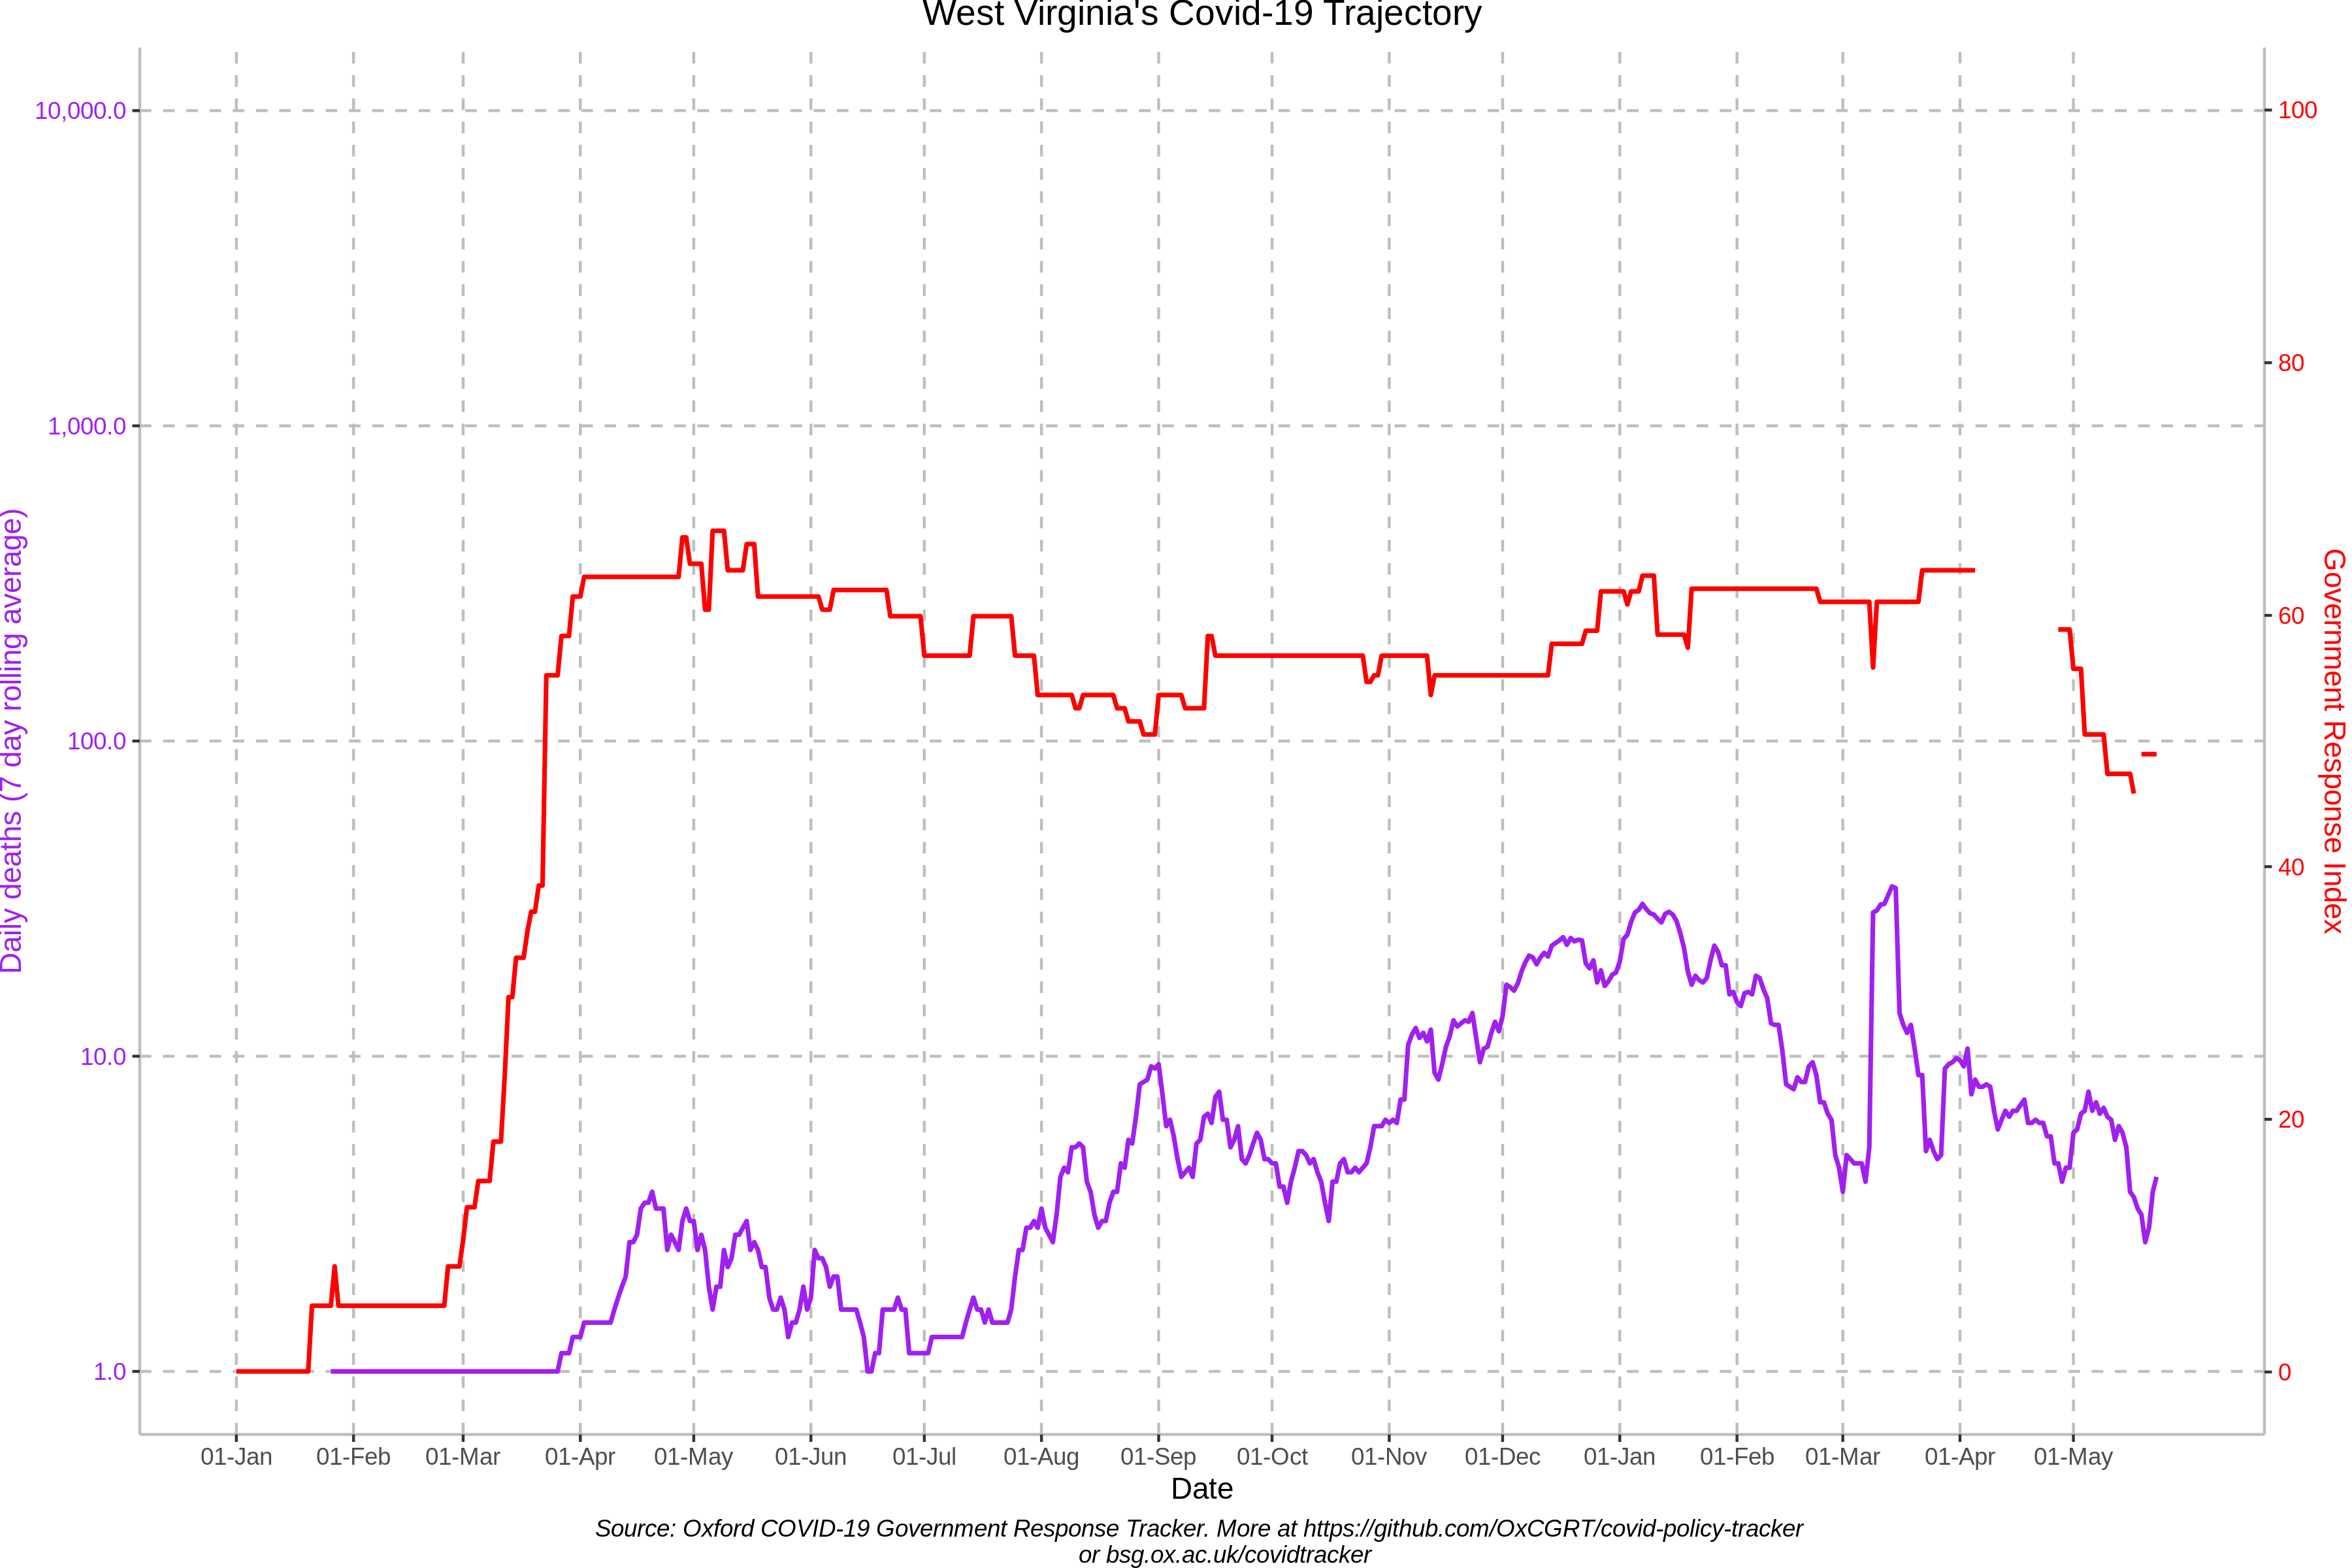 West Virginia's Covid-19 Trajectory
10,000.0
1,000.0
100.0
10.0
1.0
Daily deaths (7 day rolling average)
100
80
60
40
20
0
Government Response Index
01-Jan 01-Feb 01-Mar 01-Apr 01-May 01-Jun 01-Jul 01-Aug 01-Sep 01-Oct 01-Nov 01-Dec 01-Jan 01-Feb 01-Mar 01-Apr 01-May
Date
Source: Oxford COVID-19 Government Response Tracker. More at https://github.com/OxCGRT/covid-policy-tracker
or bsg.ox.ac.uk/covidtracker